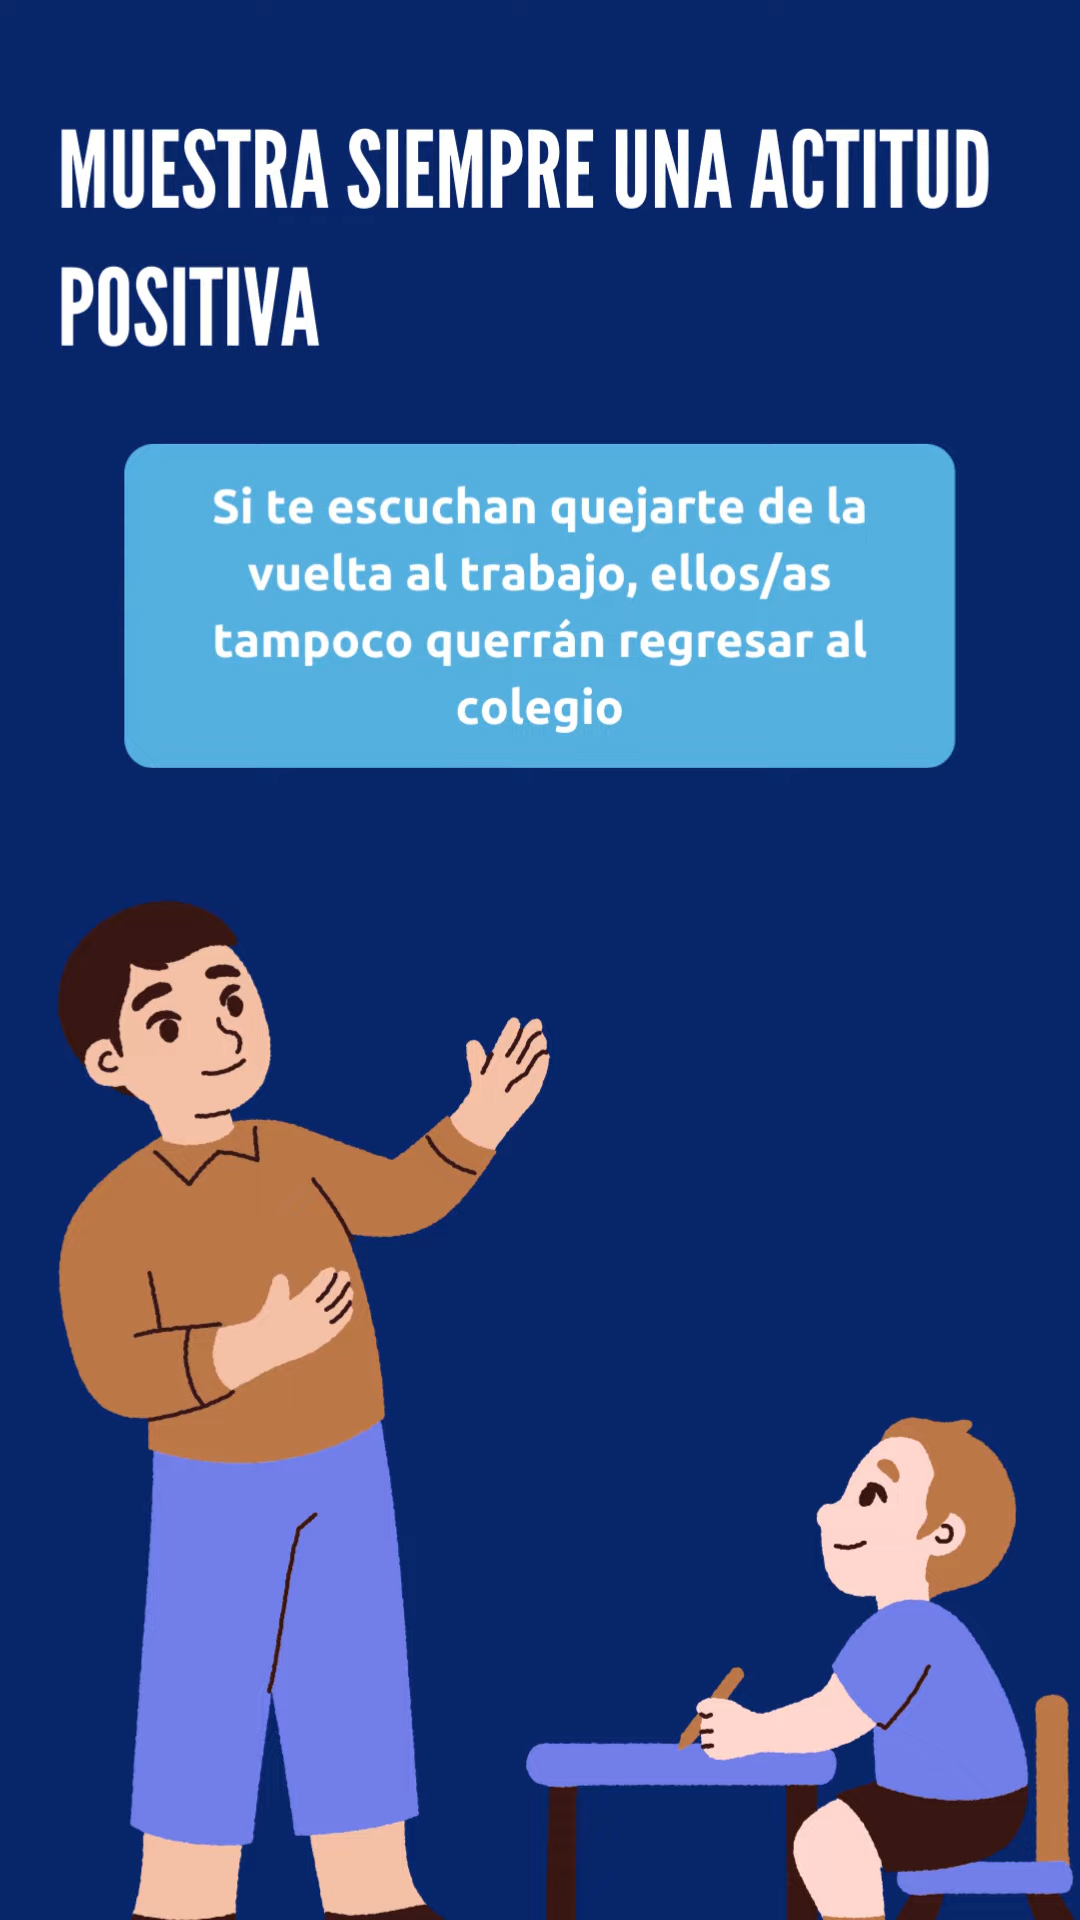 MUESTRA SIEMPRE UNA ACTITUD
POSITIVA
Si te escuchan quejarte de la
vuelta al trabajo, ellos/as
tampoco querrán regresar al
colegio